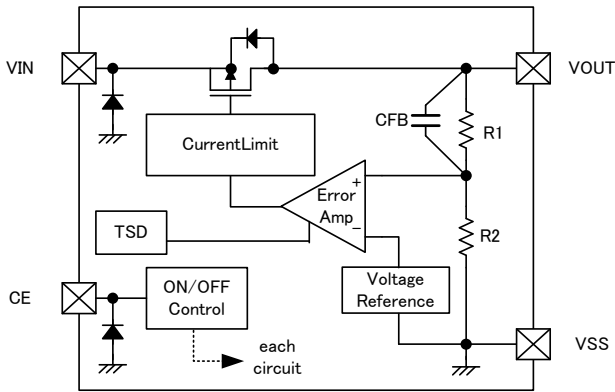 VIN
VOUT
CFB
R1
CurrentLimit
+
Error
Amp
−
TSD
R2
CE
ON/OFF
Control
Voltage
Reference
each
circuit
VSS